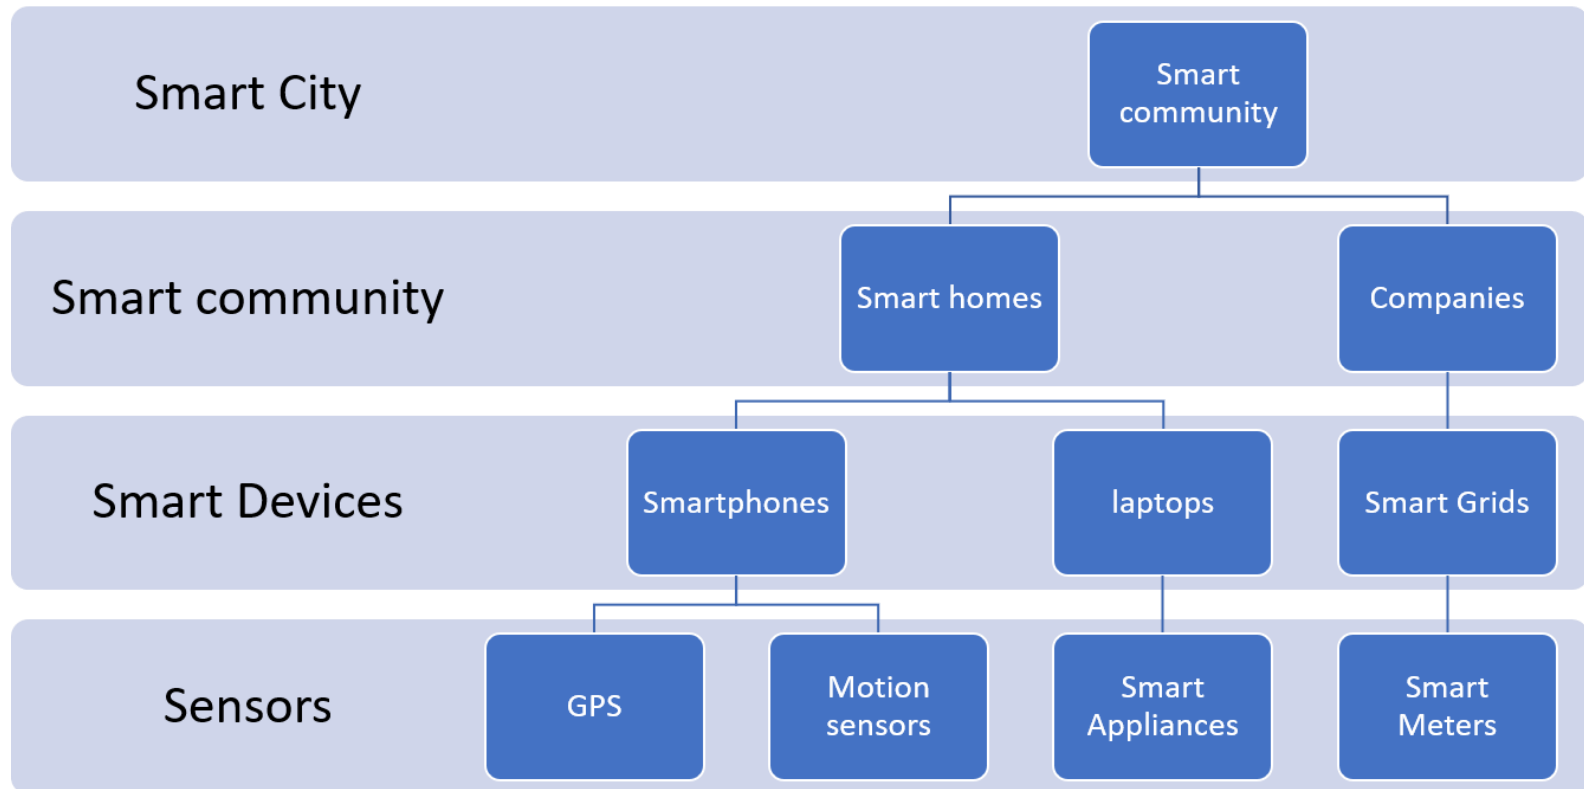 Smart City
Smart
community
Smart community
Smart homes
Companies
Smart Devices
Smartphones
laptops
Smart Grids
Sensors
GPS
Motion
sensors
Smart
Appliances
Smart
Meters